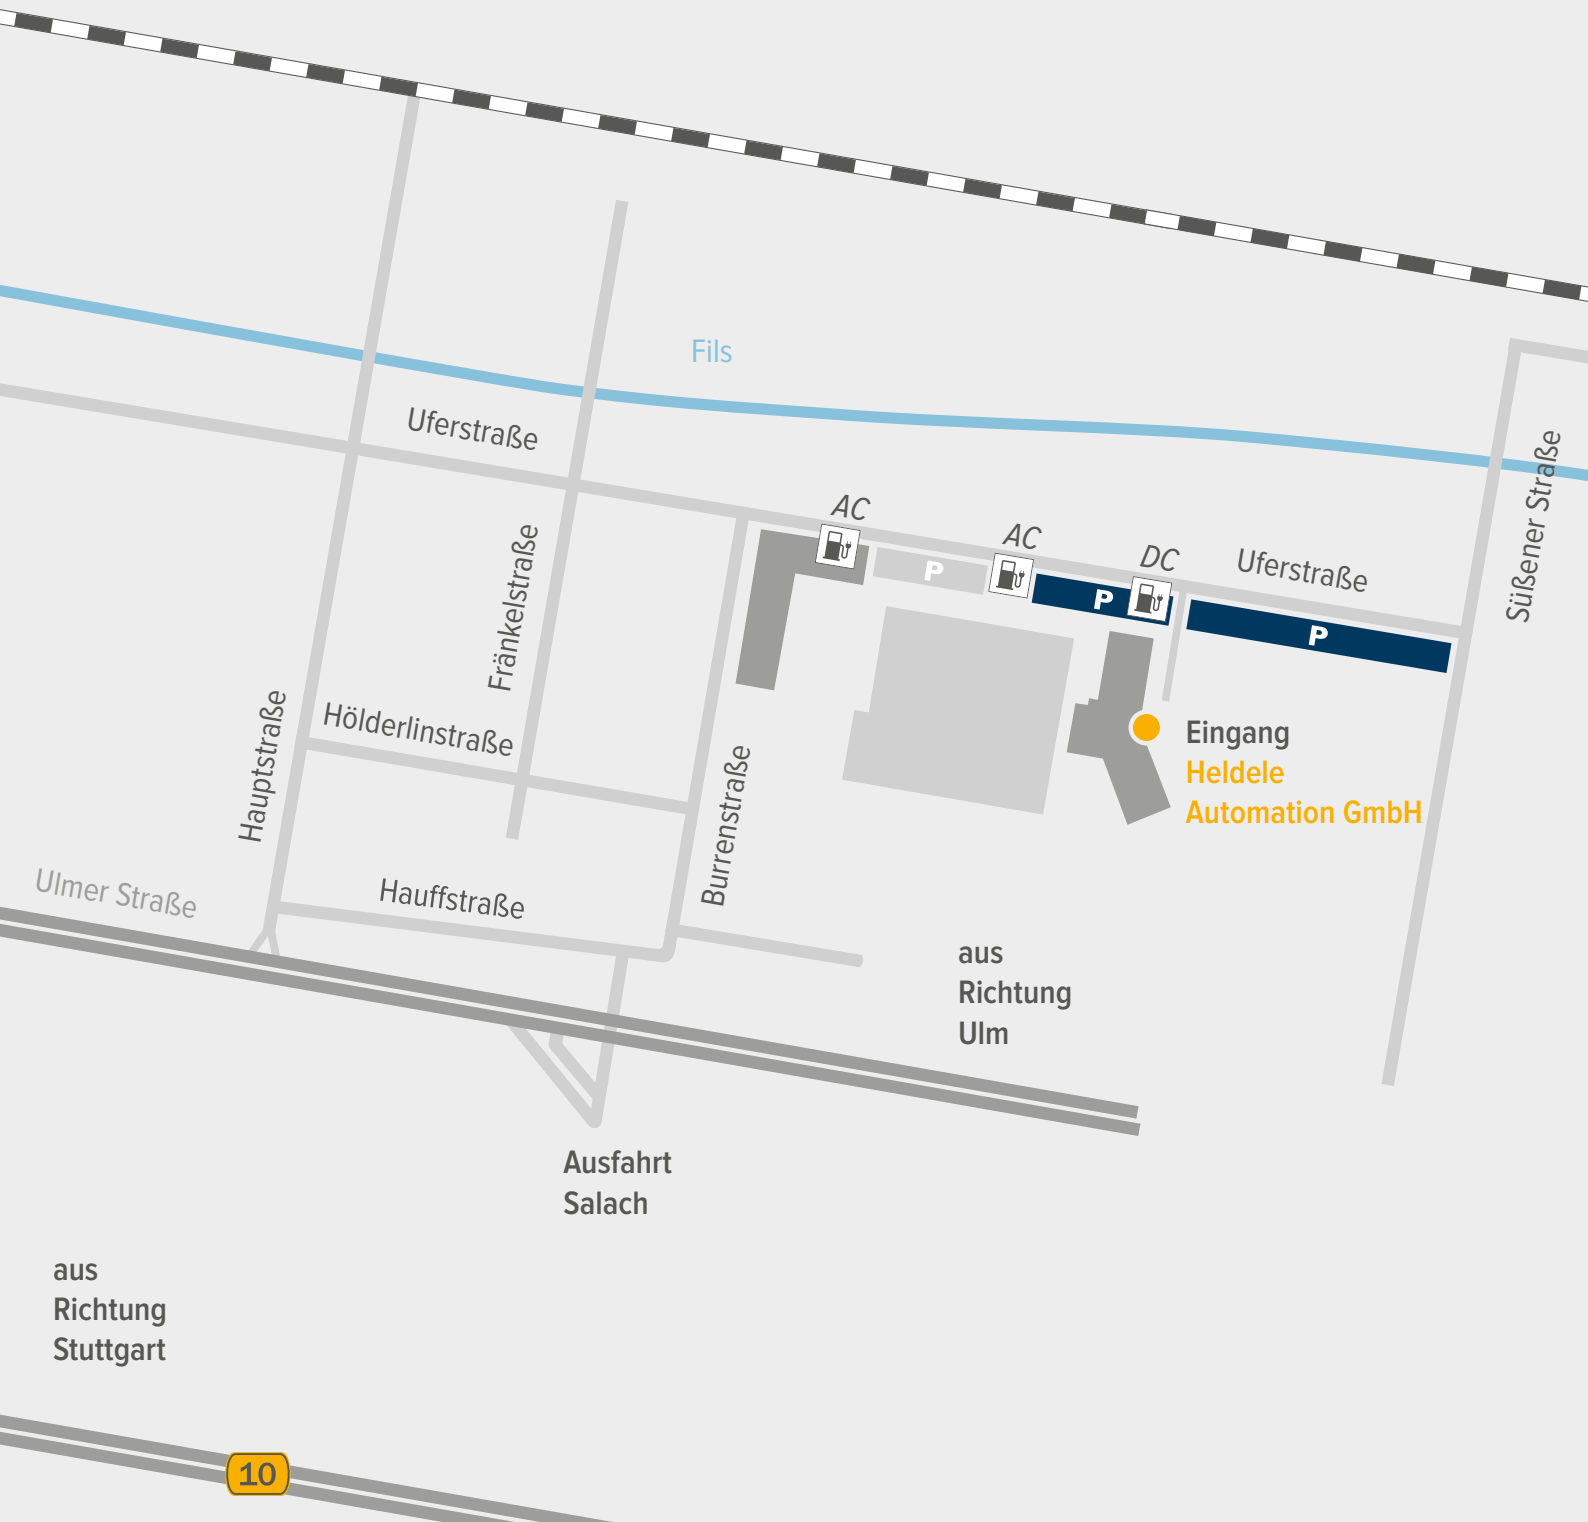 Fils
Uferstraße
Süßener Straße
AC
AC
DC
Uferstraße
Fränkelstraße
P
P
P
Hauptstraße
Hölderlinstraße
Burrenstraße
Eingang
Heldele
Automation GmbH
Ulmer Straße
Hauffstraße
aus
Richtung
Ulm
Ausfahrt
Salach
aus
Richtung
Stuttgart
10